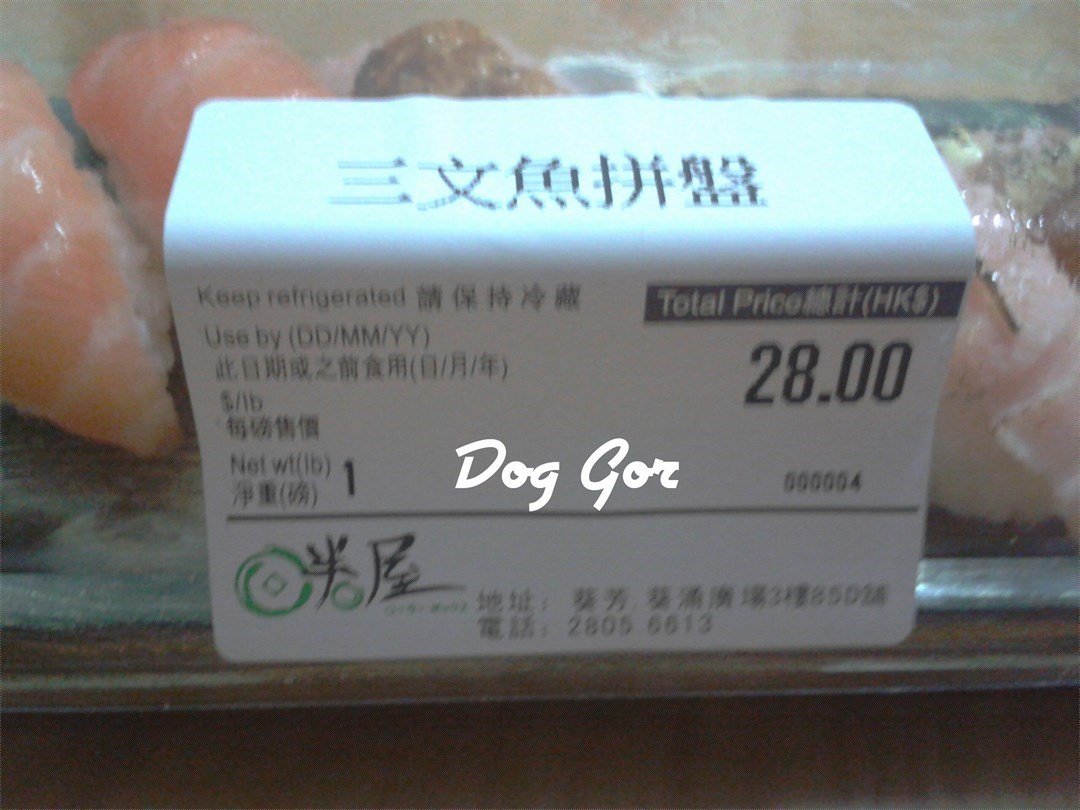 三文魚拼盤
Keep refrigerated 請保持冷藏
Total Price總計(HK$)
Use by (DD/MM/YY)
此日期或之前食用(日/月/年)
28.00
$/lb
每磅售價
Net wt(lb)
淨重(磅) 1
Dog Gor
000004
米屋
地址： 葵芳 葵涌廣場3樓85D舖
電話： 2805 6613